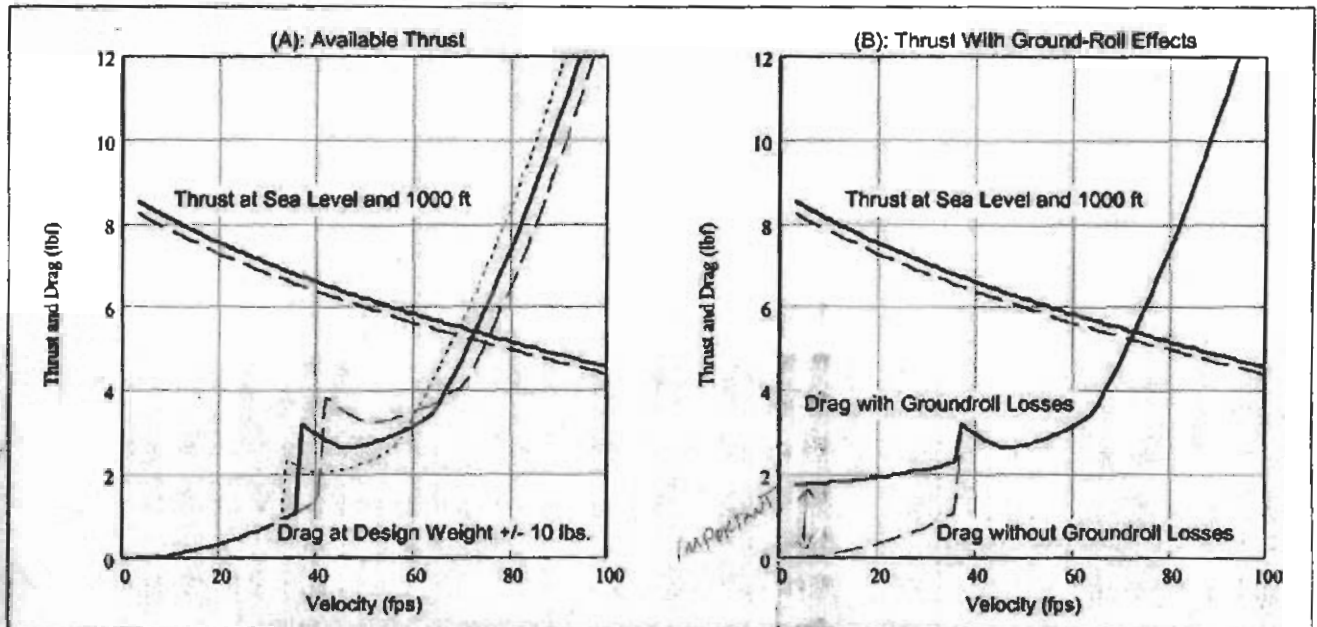 (A): Available Thrust
12
10
8
6
4
2
0
Thrust and Drag (lbf)
Thrust at Sea Level and 1000 ft
Drag at Design Weight +/- 10 lbs.
0 20 40 60 80 100
Velocity (fps)
(B): Thrust With Ground-Roll Effects
12
10
8
6
4
2
0
Thrust and Drag (lbf)
Thrust at Sea Level and 1000 ft
Drag with Groundroll Losses
Drag without Groundroll Losses
IMPORTANT
0 20 40 60 80 100
Velocity (fps)